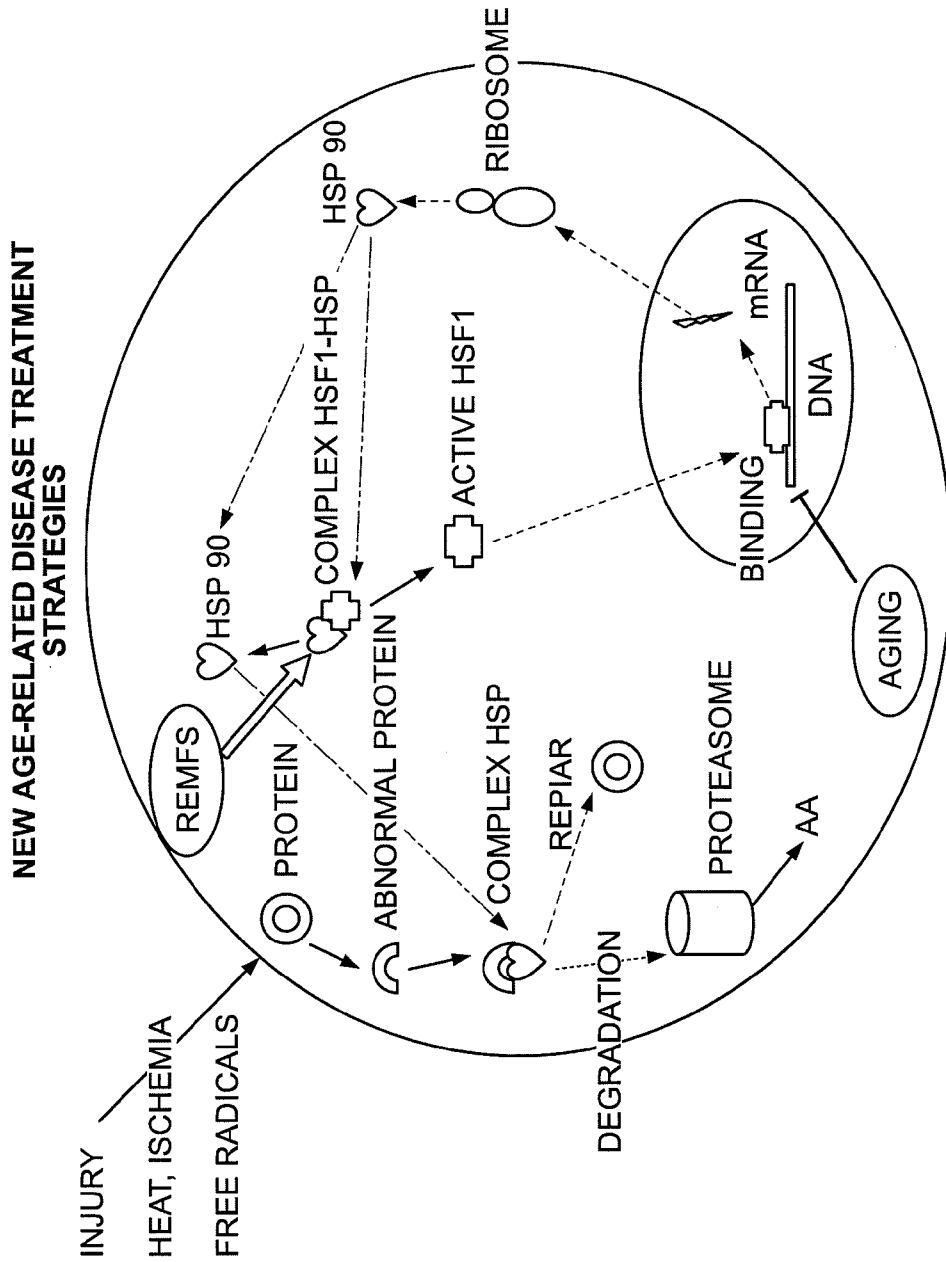 NEW AGE-RELATED DISEASE TREATMENT
STRATEGIES
INJURY
HEAT, ISCHEMIA
FREE RADICALS
REMFS
PROTEIN
ABNORMAL PROTEIN
COMPLEX HSP
REPIAR
DEGRADATION
PROTEASOME
AA
HSP 90
COMPLEX HSF1-HSP
ACTIVE HSF1
HSP 90
RIBOSOME
BINDING
mRNA
DNA
AGING